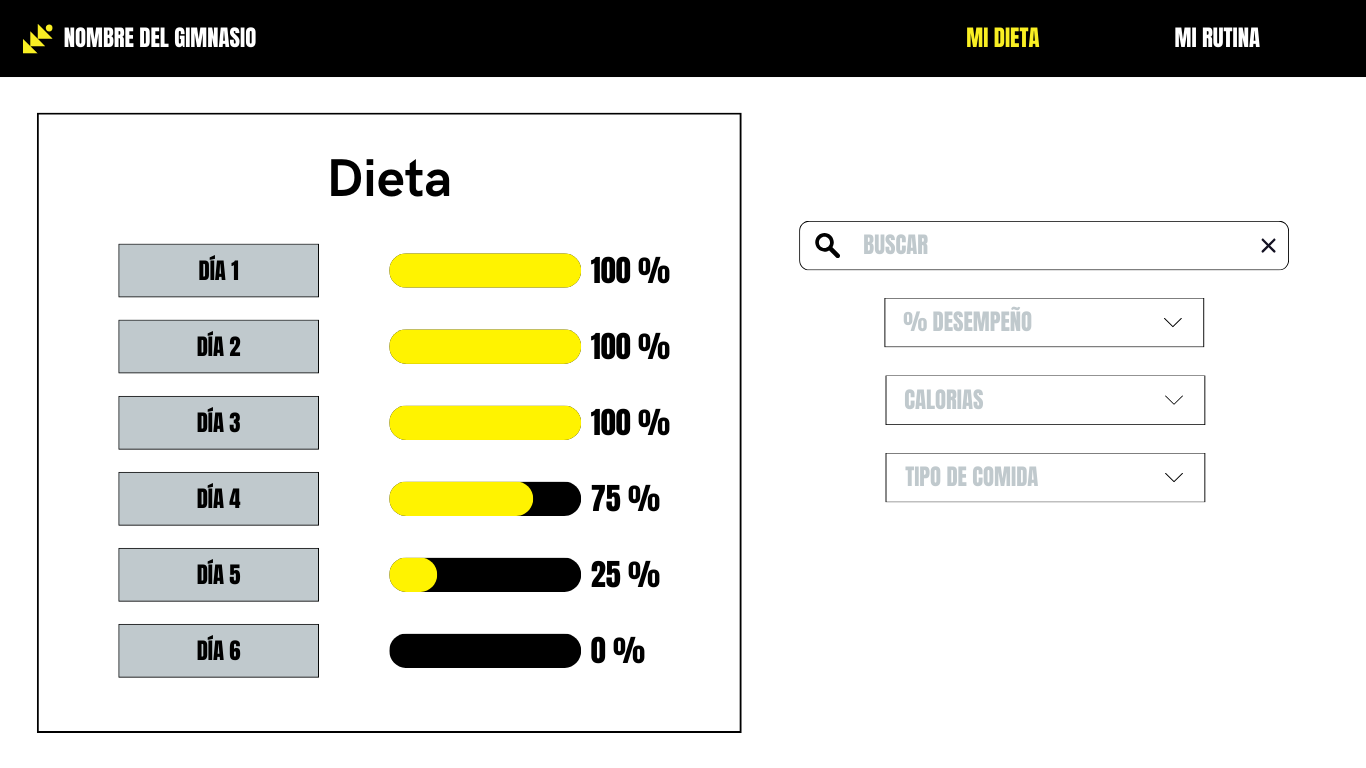 NOMBRE DEL GIMNASIO
MI DIETA
MI RUTINA
Dieta
DÍA 1
100 %
DÍA 2
100 %
DÍA 3
100 %
DÍA 4
75 %
DÍA 5
25 %
DÍA 6
0 %
BUSCAR
% DESEMPEÑO
CALORIAS
TIPO DE COMIDA